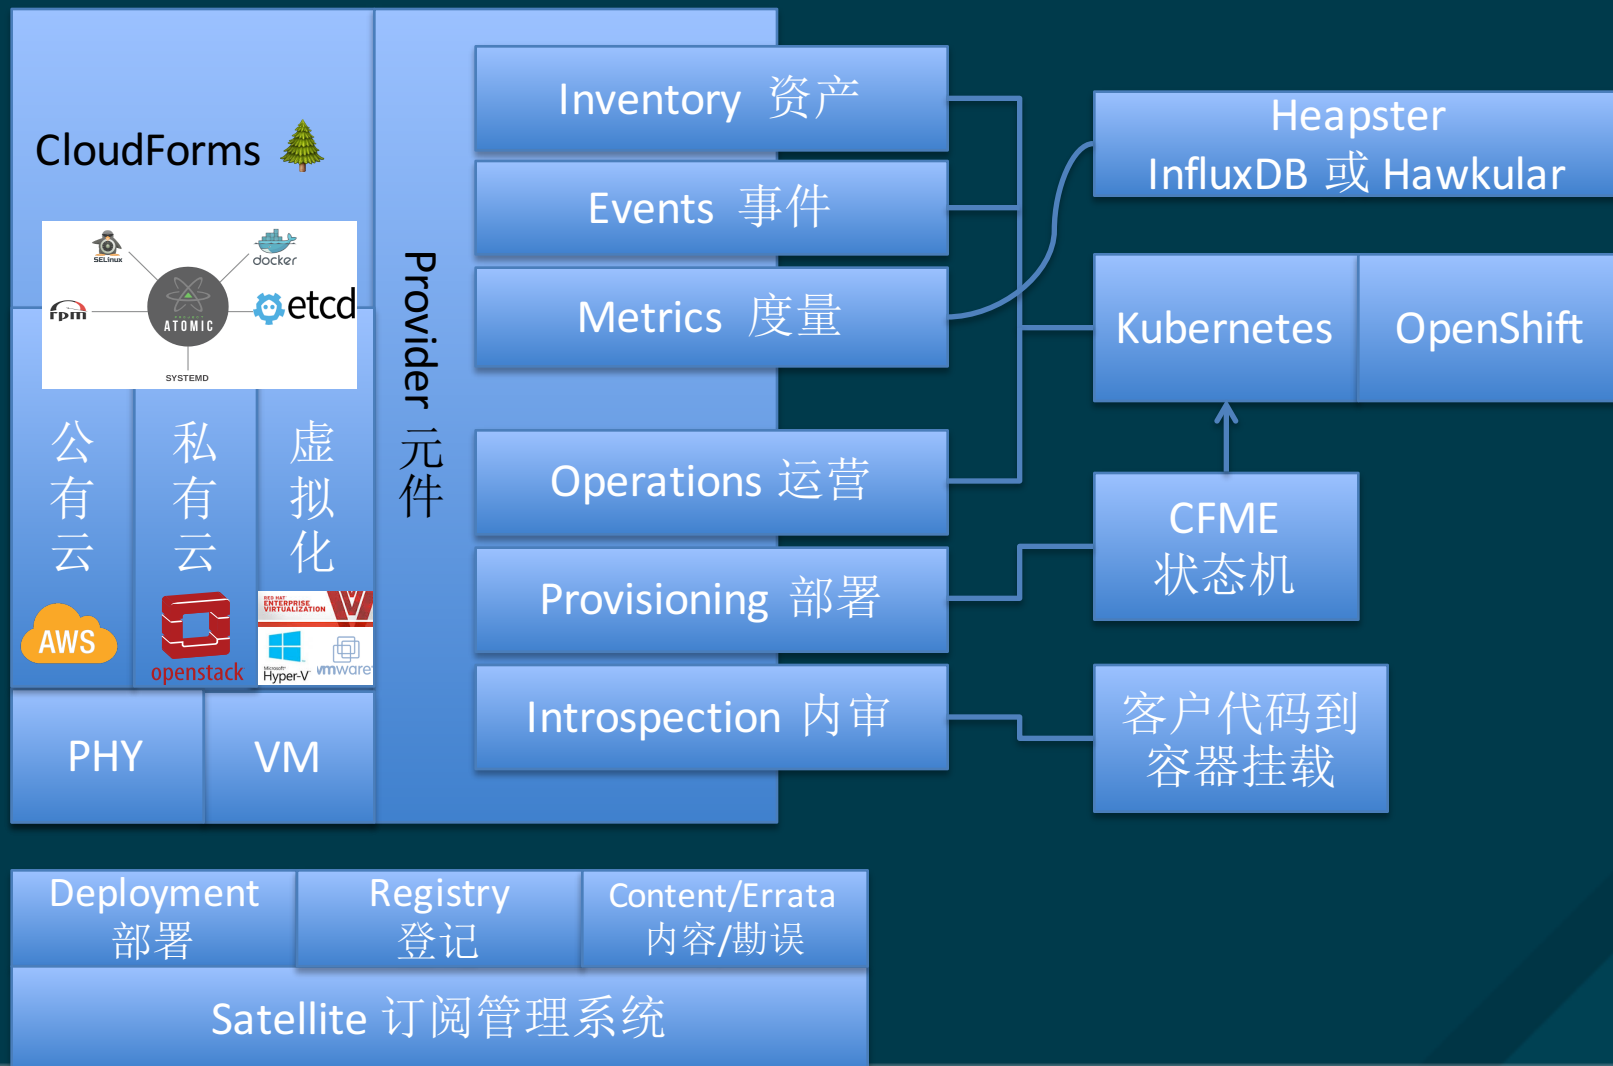 CloudForms 🌲
SELinux
docker
rpm
PROJECT
ATOMIC
etcd
SYSTEMD
公有云
私有云
虚拟化
AWS
openstack
RED HAT
ENTERPRISE
VIRTUALIZATION
Microsoft
Hyper-V
vmware
PHY
VM
Provider 元件
Inventory 资产
Events 事件
Metrics 度量
Operations 运营
Provisioning 部署
Introspection 内审
Heapster
InfluxDB 或 Hawkular
Kubernetes
OpenShift
CFME
状态机
客户代码到
容器挂载
Deployment
部署
Registry
登记
Content/Errata
内容/勘误
Satellite 订阅管理系统